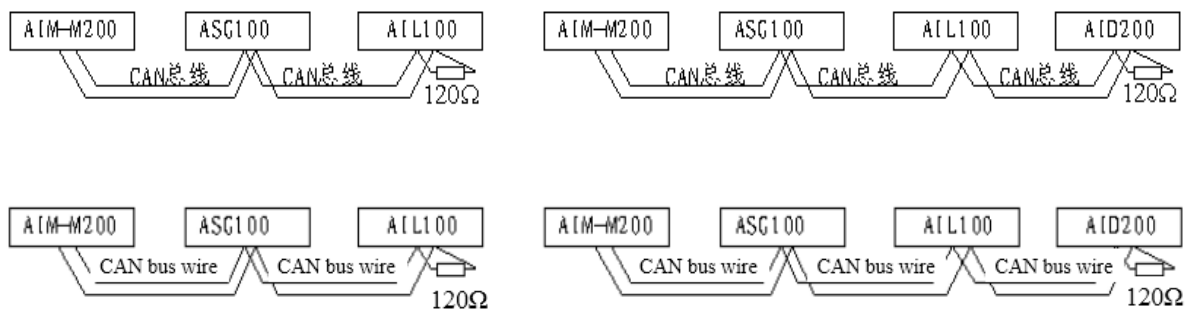 AIM-M200 ASG100 AIL100 AIM-M200 ASG100 AIL100 AID200
CAN总线 CAN总线 CAN总线 CAN总线 CAN总线
120Ω 120Ω
AIM-M200 ASG100 AIL100 AIM-M200 ASG100 AIL100 AID200
CAN bus wire CAN bus wire CAN bus wire CAN bus wire CAN bus wire
120Ω 120Ω